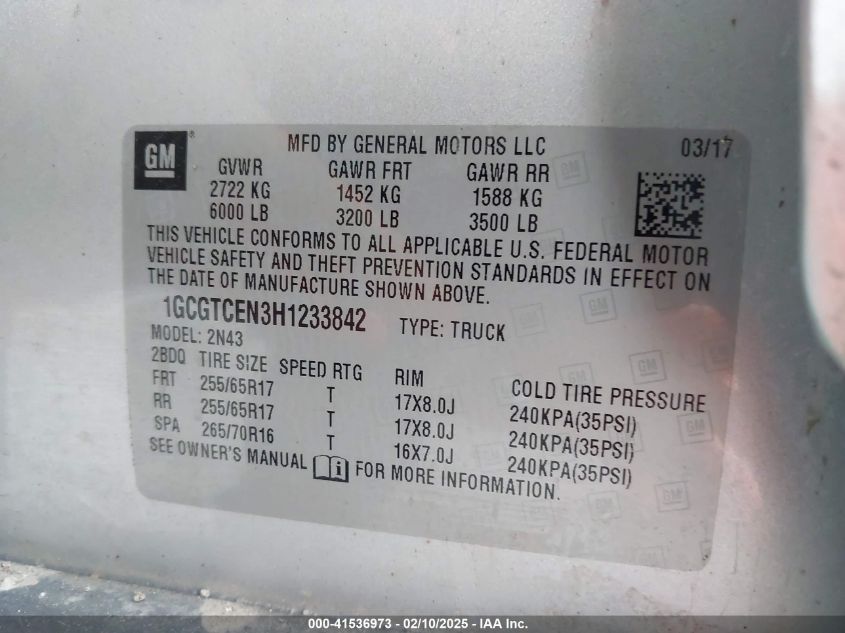 GM ®
MFD BY GENERAL MOTORS LLC 03/17
GVWR GAWR FRT GAWR RR
2722 KG 1452 KG 1588 KG
6000 LB 3200 LB 3500 LB
THIS VEHICLE CONFORMS TO ALL APPLICABLE U.S. FEDERAL MOTOR
VEHICLE SAFETY AND THEFT PREVENTION STANDARDS IN EFFECT ON
THE DATE OF MANUFACTURE SHOWN ABOVE.
1GCGTCEN3H1233842 TYPE: TRUCK
MODEL: 2N43
2BDQ TIRE SIZE SPEED RTG RIM COLD TIRE PRESSURE
FRT 255/65R17 T 17X8.0J 240KPA(35PSI)
RR 255/65R17 T 17X8.0J 240KPA(35PSI)
SPA 265/70R16 T 16X7.0J 240KPA(35PSI)
SEE OWNER'S MANUAL i FOR MORE INFORMATION.
000-41536973 - 02/10/2025 - IAA Inc.